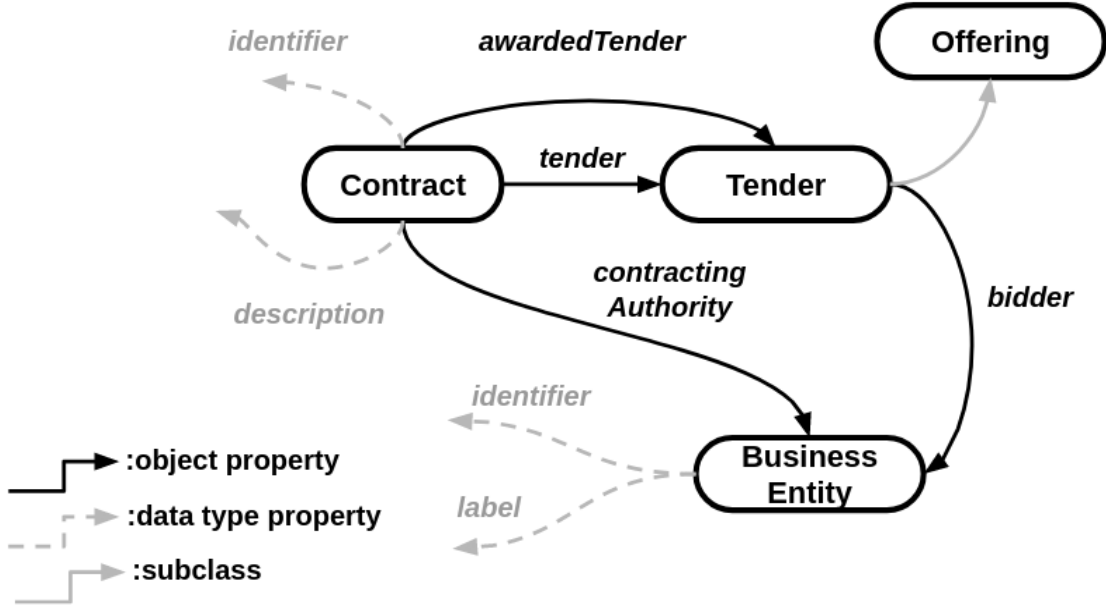 identifier
awardedTender
Offering
tender
Contract
Tender
contracting
Authority
bidder
description
identifier
Business
Entity
label
:object property
:data type property
:subclass